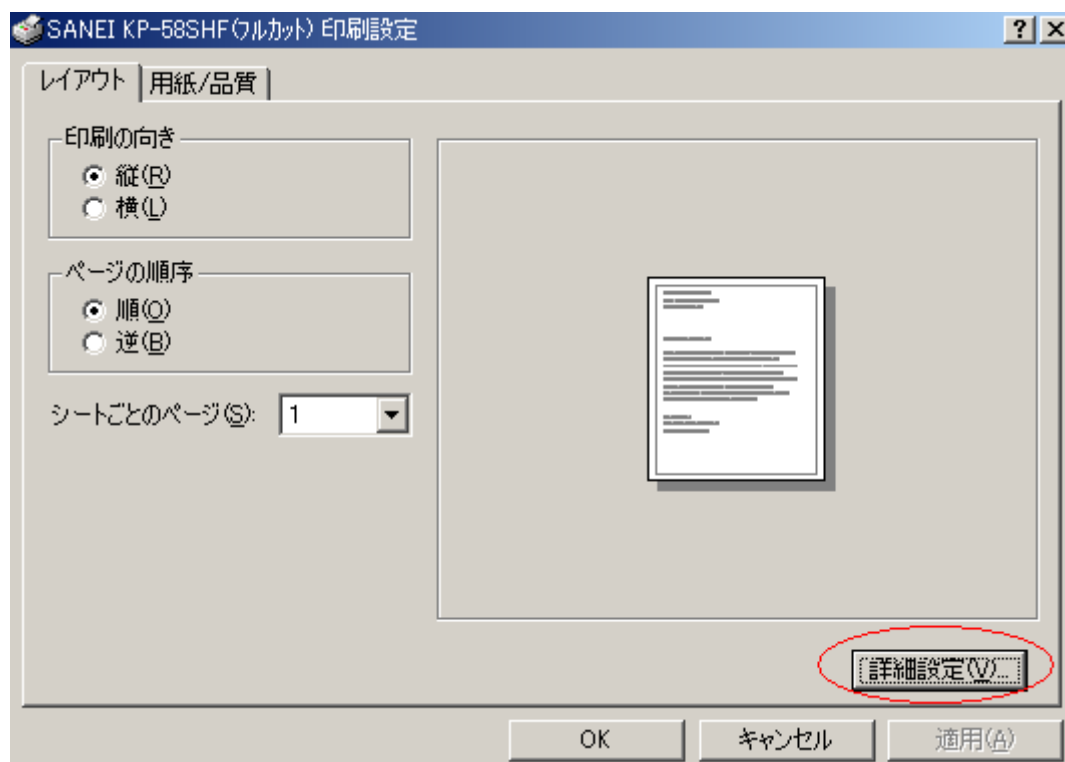 SANEI KP-58SHF(フルカット) 印刷設定
レイアウト 用紙/品質
印刷の向き
縦(R)
横(L)
ページの順序
順(O)
逆(B)
シートごとのページ(S): 1
詳細設定(V)...
OK キャンセル 適用(A)